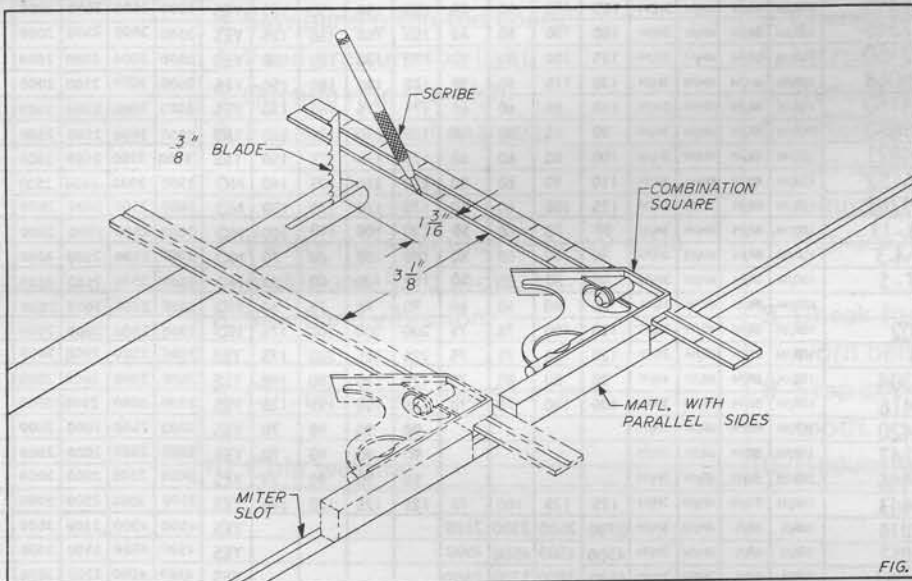 SCRIBE
3/8" BLADE
COMBINATION
SQUARE
1 3/16"
3 1/8"
MATL. WITH
PARALLEL SIDES
MITER
SLOT
FIG.